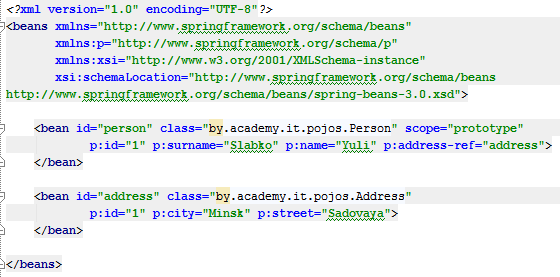 <?xml version="1.0" encoding="UTF-8"?>
<beans xmlns="http://www.springframework.org/schema/beans"
xmlns:p="http://www.springframework.org/schema/p"
xmlns:xsi="http://www.w3.org/2001/XMLSchema-instance"
xsi:schemaLocation="http://www.springframework.org/schema/beans
http://www.springframework.org/schema/beans/spring-beans-3.0.xsd">
<bean id="person" class="by.academy.it.pojos.Person" scope="prototype"
p:id="1" p:surname="Slabko" p:name="Yuli" p:address-ref="address">
</bean>
<bean id="address" class="by.academy.it.pojos.Address"
p:id="1" p:city="Minsk" p:street="Sadovaya">
</bean>
</beans>